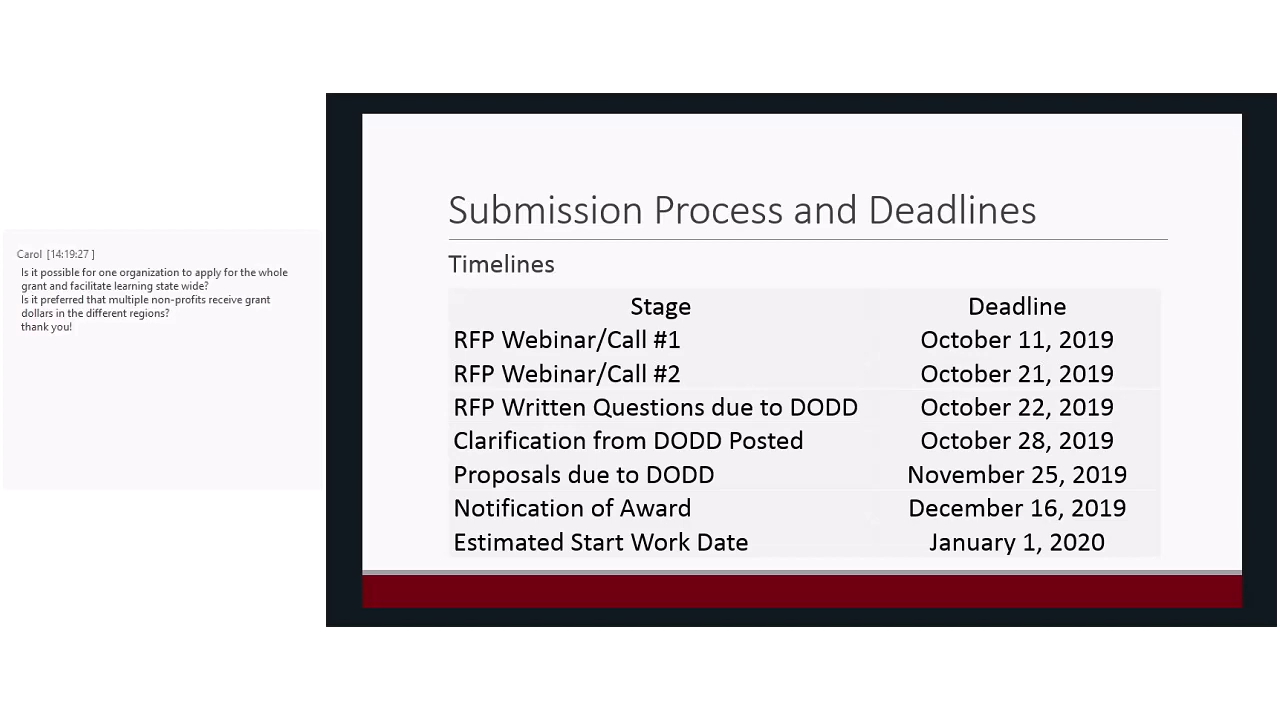 Carol [14:19:27 ]
Is it possible for one organization to apply for the whole
grant and facilitate learning state wide?
Is it preferred that multiple non-profits receive grant
dollars in the different regions?
thank you!
Submission Process and Deadlines
Timelines
Stage Deadline
RFP Webinar/Call #1 October 11, 2019
RFP Webinar/Call #2 October 21, 2019
RFP Written Questions due to DODD October 22, 2019
Clarification from DODD Posted October 28, 2019
Proposals due to DODD November 25, 2019
Notification of Award December 16, 2019
Estimated Start Work Date January 1, 2020